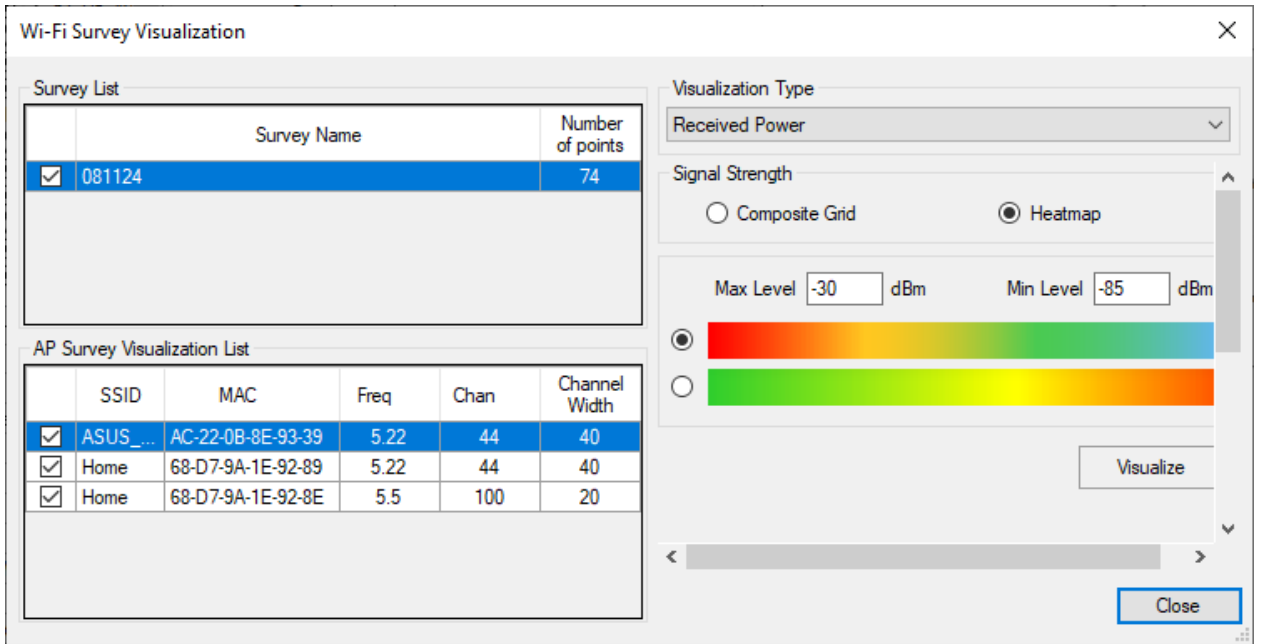 Wi-Fi Survey Visualization
Survey List
Survey Name
Number
of points
081124 74
AP Survey Visualization List
SSID MAC Freq Chan Channel
Width
ASUS_... AC-22-0B-8E-93-39 5.22 44 40
Home 68-D7-9A-1E-92-89 5.22 44 40
Home 68-D7-9A-1E-92-8E 5.5 100 20
Visualization Type
Received Power
Signal Strength
Composite Grid Heatmap
Max Level -30 dBm Min Level -85 dBm
Visualize
Close